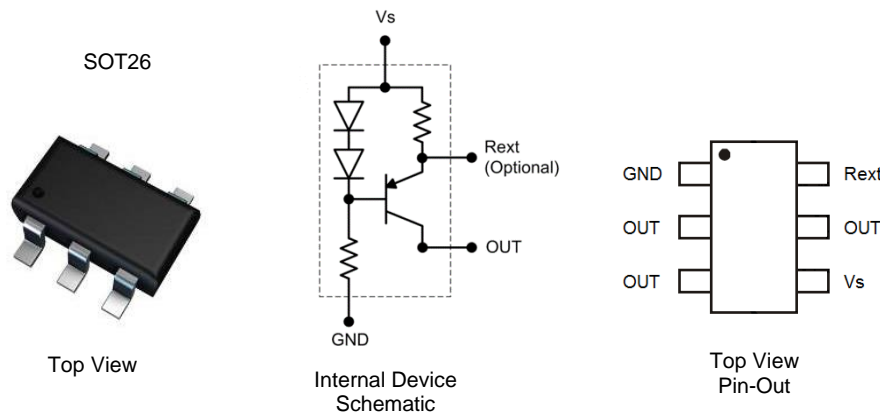 SOT26
Top View
Vs
Rext
(Optional)
OUT
GND
Internal Device
Schematic
GND
Rext
OUT
OUT
OUT
Vs
Top View
Pin-Out